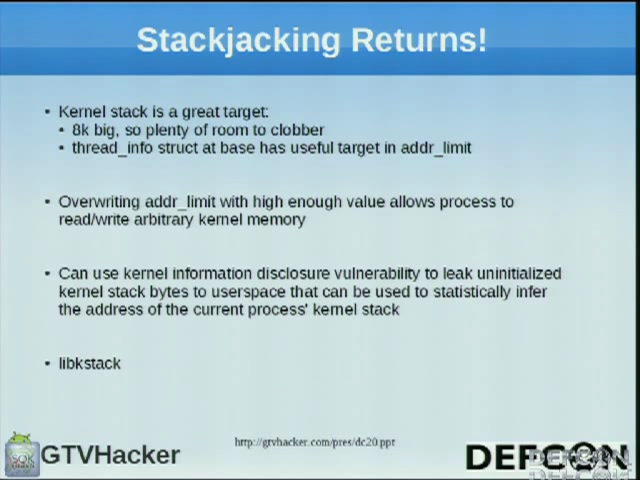 Stackjacking Returns!
• Kernel stack is a great target:
• 8k big, so plenty of room to clobber
• thread_info struct at base has useful target in addr_limit
• Overwriting addr_limit with high enough value allows process to
read/write arbitrary kernel memory
• Can use kernel information disclosure vulnerability to leak uninitialized
kernel stack bytes to userspace that can be used to statistically infer
the address of the current process' kernel stack
• libkstack
http://gtvhacker.com/pres/dc20.ppt
GTVHacker
DEFCON
DEFCON